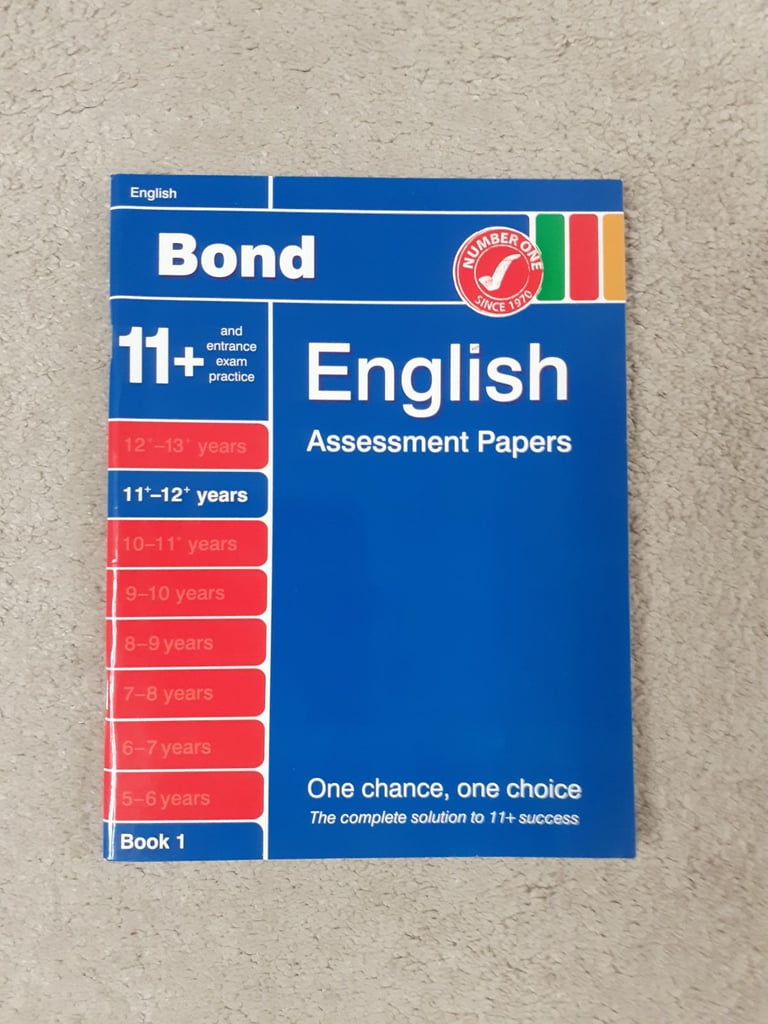 English
Bond
NUMBER ONE
SINCE 1970
11+
and
entrance
exam
practice
English
Assessment Papers
12⁺–13⁺ years
11⁺–12⁺ years
10–11⁺ years
9–10 years
8–9 years
7–8 years
6–7 years
5–6 years
Book 1
One chance, one choice
The complete solution to 11+ success